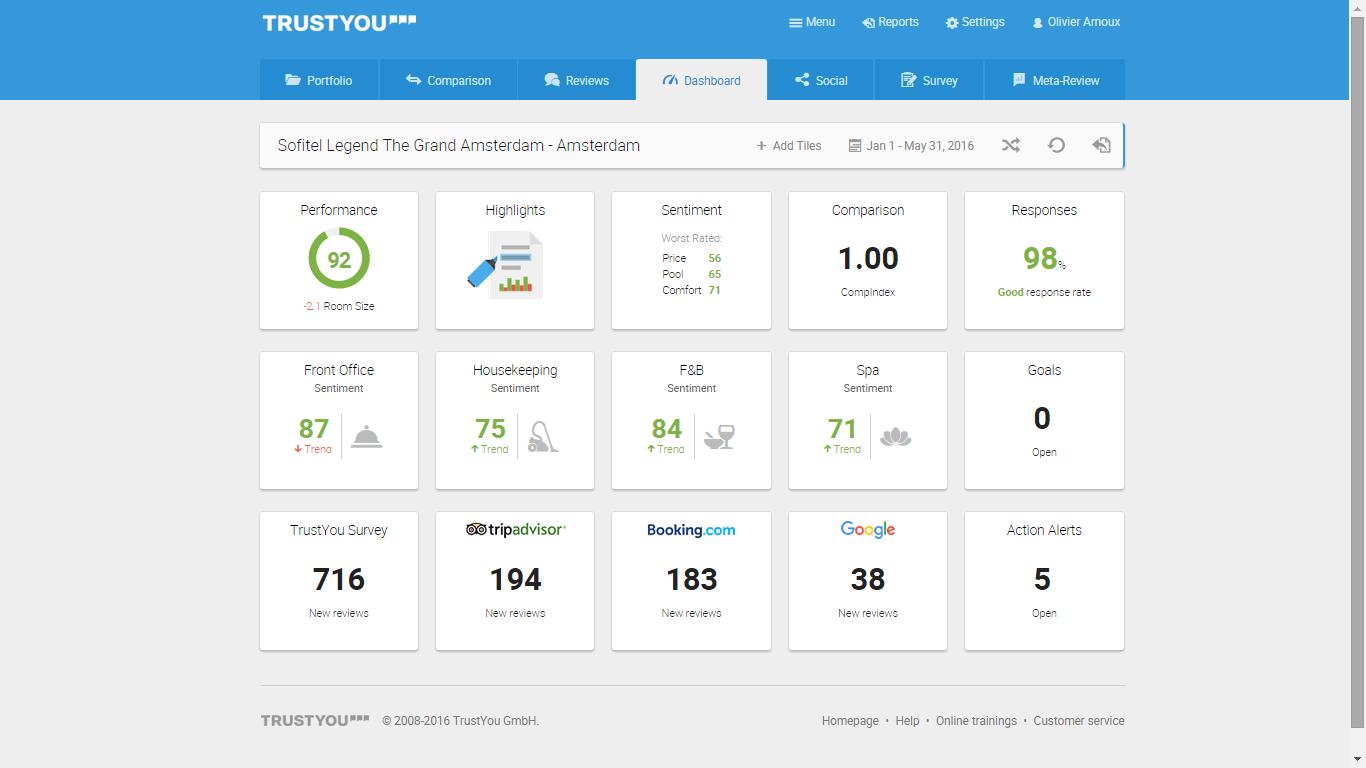 TRUSTYOU
Menu Reports Settings Olivier Arnoux
Portfolio Comparison Reviews Dashboard Social Survey Meta-Review
Sofitel Legend The Grand Amsterdam - Amsterdam + Add Tiles Jan 1 - May 31, 2016
Performance
92
-2.1 Room Size
Highlights
Sentiment
Worst Rated:
Price 56
Pool 65
Comfort 71
Comparison
1.00
CompIndex
Responses
98%
Good response rate
Front Office
Sentiment
87
Trend
Housekeeping
Sentiment
75
Trend
F&B
Sentiment
84
Trend
Spa
Sentiment
71
Trend
Goals
0
Open
TrustYou Survey
716
New reviews
tripadvisor®
194
New reviews
Booking.com
183
New reviews
Google
38
New reviews
Action Alerts
5
Open
TRUSTYOU © 2008-2016 TrustYou GmbH. Homepage • Help • Online trainings • Customer service